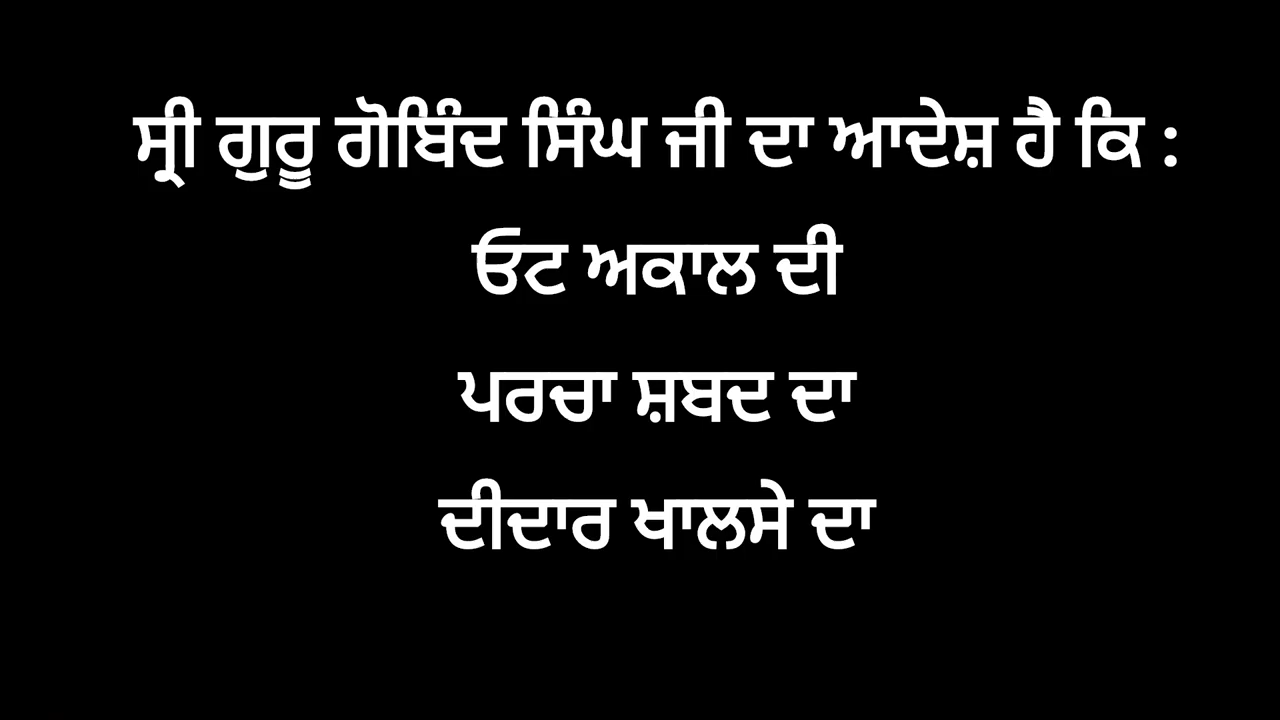 ਸ੍ਰੀ ਗੁਰੂ ਗੋਬਿੰਦ ਸਿੰਘ ਜੀ ਦਾ ਆਦੇਸ਼ ਹੈ ਕਿ :
ਓਟ ਅਕਾਲ ਦੀ
ਪਰਚਾ ਸ਼ਬਦ ਦਾ
ਦੀਦਾਰ ਖਾਲਸੇ ਦਾ